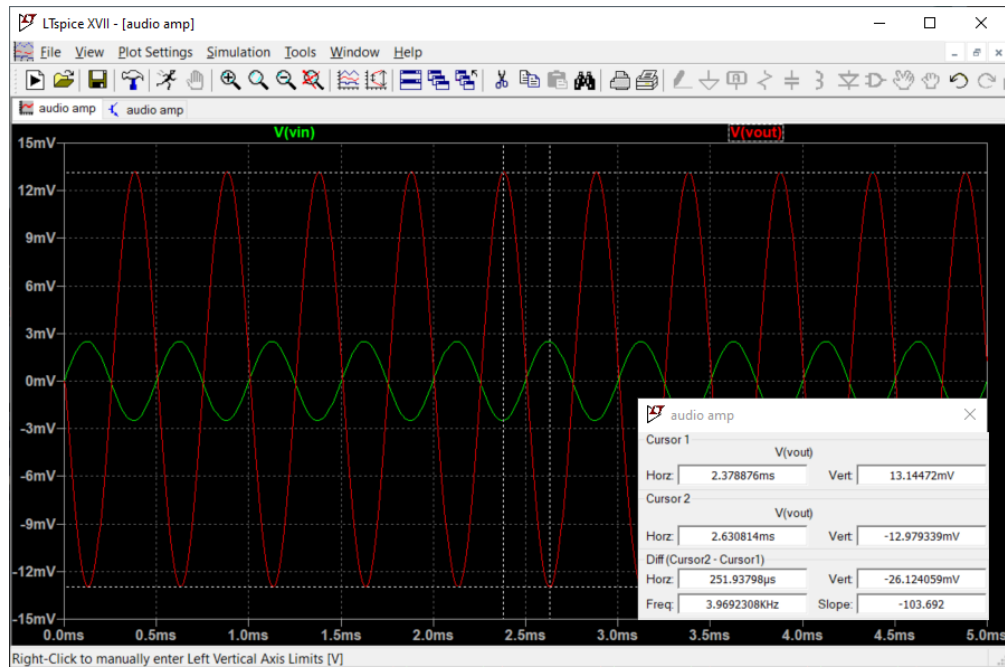 LTspice XVII - [audio amp]
File View Plot Settings Simulation Tools Window Help
audio amp audio amp
V(vin) V(vout)
15mV
12mV
9mV
6mV
3mV
0mV
-3mV
-6mV
-9mV
-12mV
-15mV
0.0ms 0.5ms 1.0ms 1.5ms 2.0ms 2.5ms 3.0ms 3.5ms 4.0ms 4.5ms 5.0ms
audio amp
Cursor 1
V(vout)
Horz: 2.378876ms Vert: 13.14472mV
Cursor 2
V(vout)
Horz: 2.630814ms Vert: -12.979339mV
Diff (Cursor2 - Cursor1)
Horz: 251.93798µs Vert: -26.124059mV
Freq: 3.9692308KHz Slope: -103.692
Right-Click to manually enter Left Vertical Axis Limits [V]